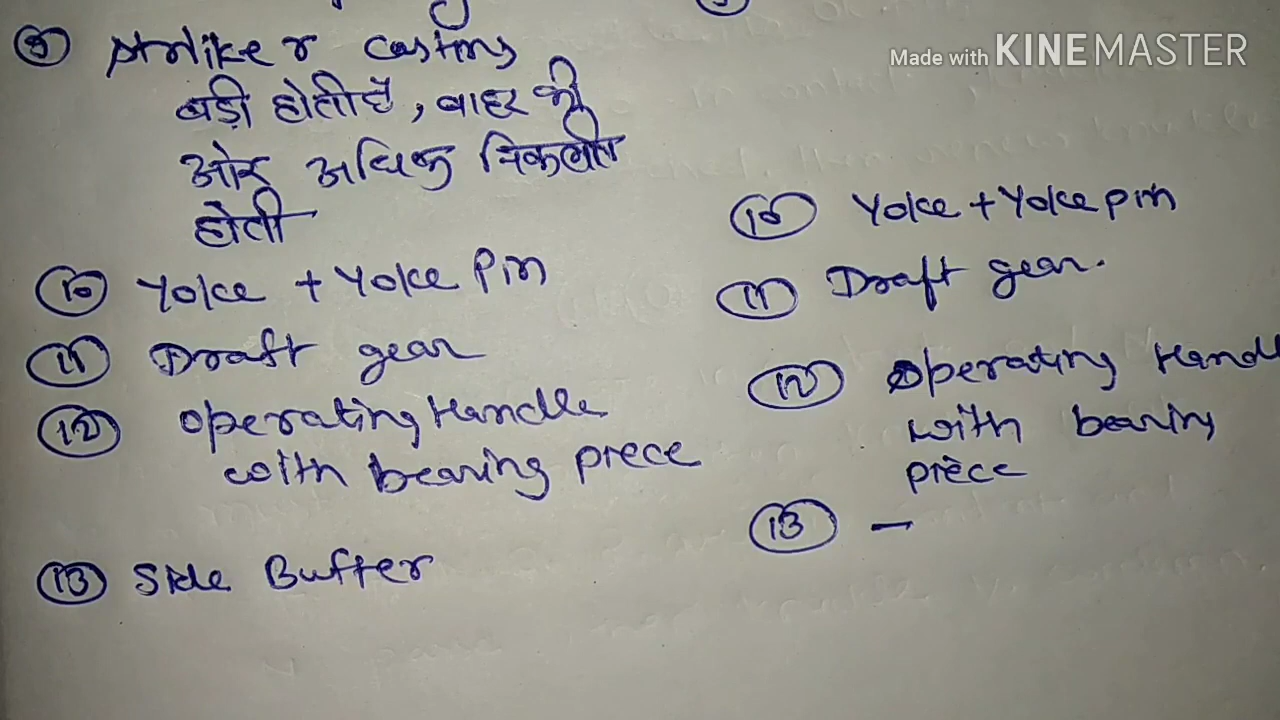 Made with KINEMASTER
⑨ Striker casting
बड़ी होती है, बाहर की
ओर अधिक निकली
होती
⑩ Yoke + Yoke Pin
⑪ Draft gear
⑫ Operating Handle
with bearing piece
⑬ Side Buffer
⑩ Yoke + Yoke pin
⑪ Draft gear.
⑫ Operating Handl
with bearing
piece
⑬ —